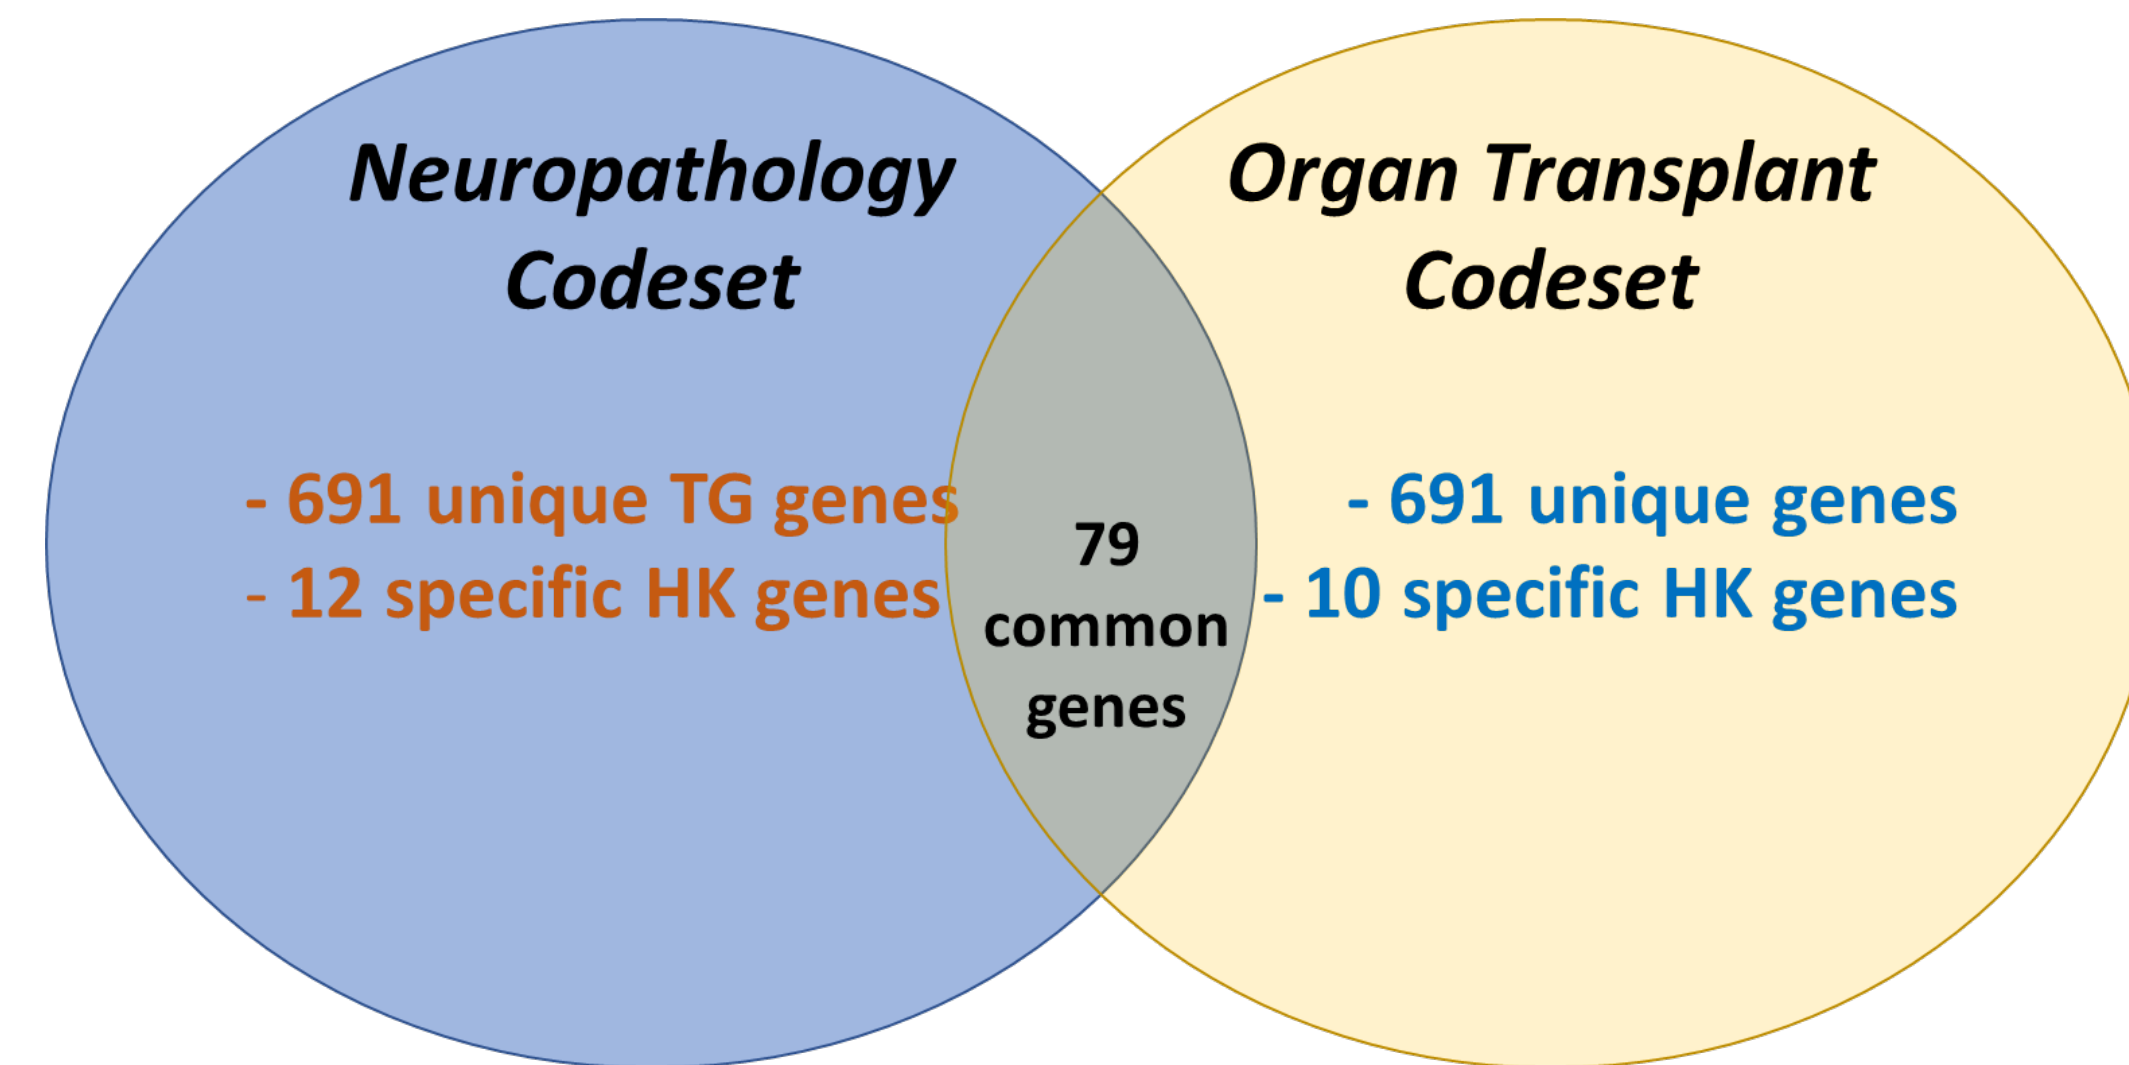 Neuropathology
Codeset
- 691 unique TG genes
- 12 specific HK genes
79
common
genes
Organ Transplant
Codeset
- 691 unique genes
- 10 specific HK genes